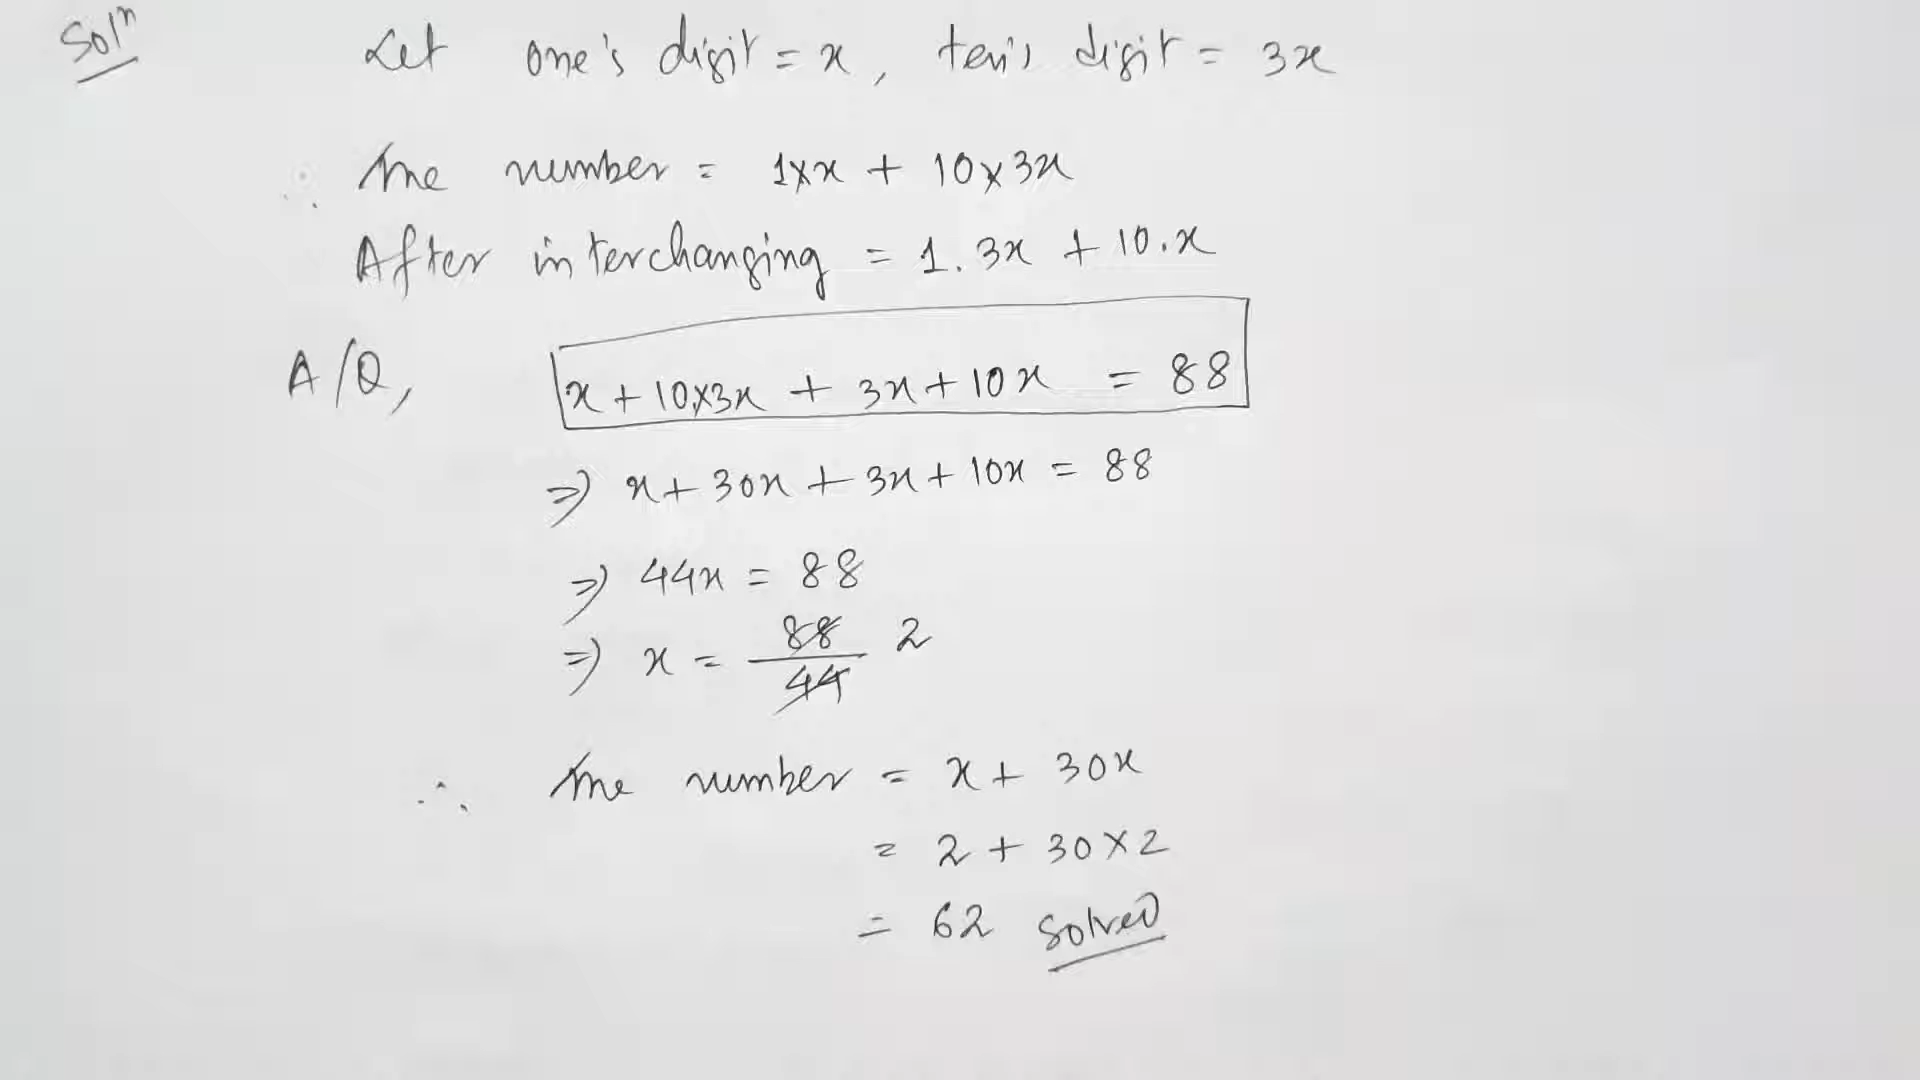 Solⁿ
Let one's digit = x, ten's digit = 3x
∴ The number = 1×x + 10×3x
After interchanging = 1.3x + 10.x
A/Q, x + 10×3x + 3x + 10x = 88
⇒ x + 30x + 3x + 10x = 88
⇒ 44x = 88
⇒ x = 88/44 2
∴ The number = x + 30x
= 2 + 30×2
= 62 Solved